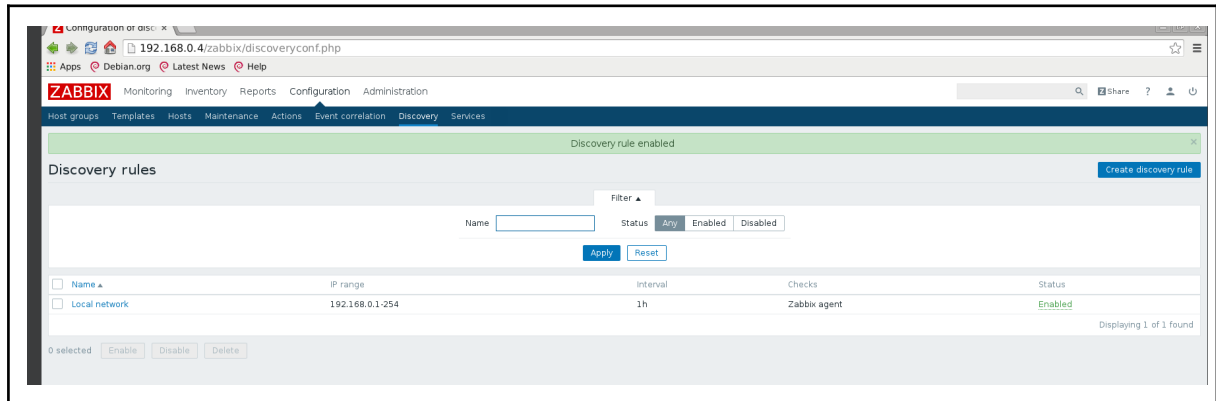 Configuration of disc
192.168.0.4/zabbix/discoveryconf.php
Apps Debian.org Latest News Help
ZABBIX Monitoring Inventory Reports Configuration Administration Z Share ?
Host groups Templates Hosts Maintenance Actions Event correlation Discovery Services
Discovery rule enabled
Discovery rules Create discovery rule
Filter
Name Status Any Enabled Disabled
Apply Reset
Name IP range Interval Checks Status
Local network 192.168.0.1-254 1h Zabbix agent Enabled
Displaying 1 of 1 found
0 selected Enable Disable Delete